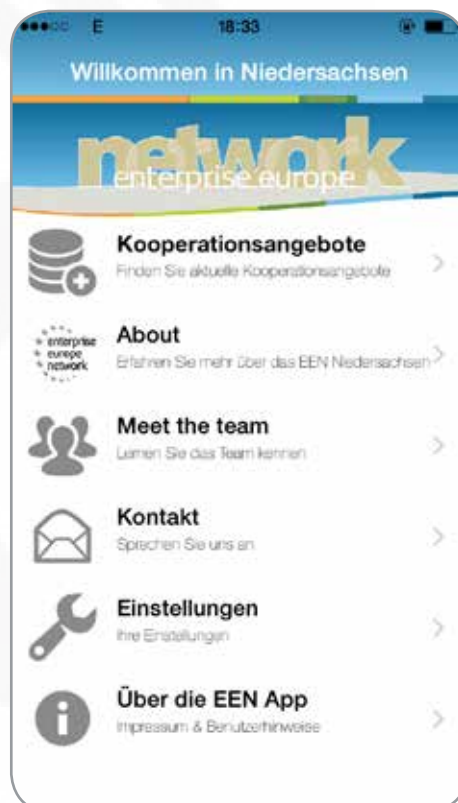 E 18:33
Willkommen in Niedersachsen
network
enterprise europe
Kooperationsangebote
Finden Sie aktuelle Kooperationsangebote
enterprise
europe
network
About
Erfahren Sie mehr über das EEN Niedersachsen
Meet the team
Lernen Sie das Team kennen
Kontakt
Sprechen Sie uns an
Einstellungen
Ihre Einstellungen
Über die EEN App
Impressum & Benutzerhinweise